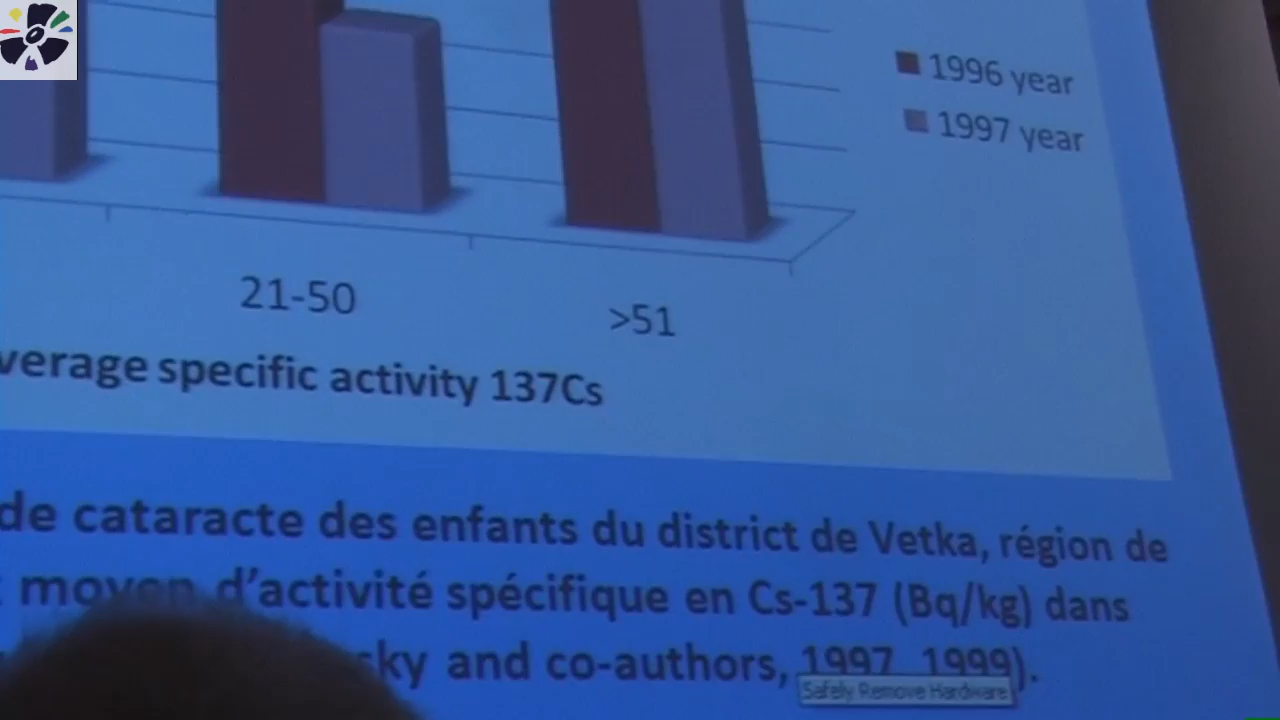 1996 year
1997 year
21-50
>51
verage specific activity 137Cs
de cataracte des enfants du district de Vetka, région de
moyen d'activité spécifique en Cs-137 (Bq/kg) dans
sky and co-authors, 1997, 1999).
Safely Remove Hardware